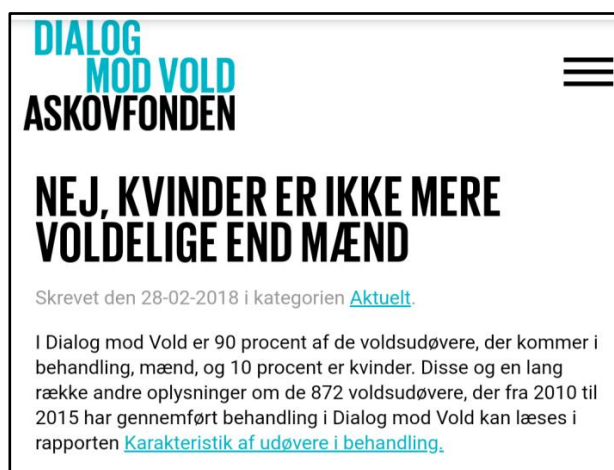 DIALOG
MOD VOLD
ASKOVFONDEN
NEJ, KVINDER ER IKKE MERE
VOLDELIGE END MÆND
Skrevet den 28-02-2018 i kategorien Aktuelt.
I Dialog mod Vold er 90 procent af de voldsudøvere, der kommer i
behandling, mænd, og 10 procent er kvinder. Disse og en lang
række andre oplysninger om de 872 voldsudøvere, der fra 2010 til
2015 har gennemført behandling i Dialog mod Vold kan læses i
rapporten Karakteristik af udøvere i behandling.